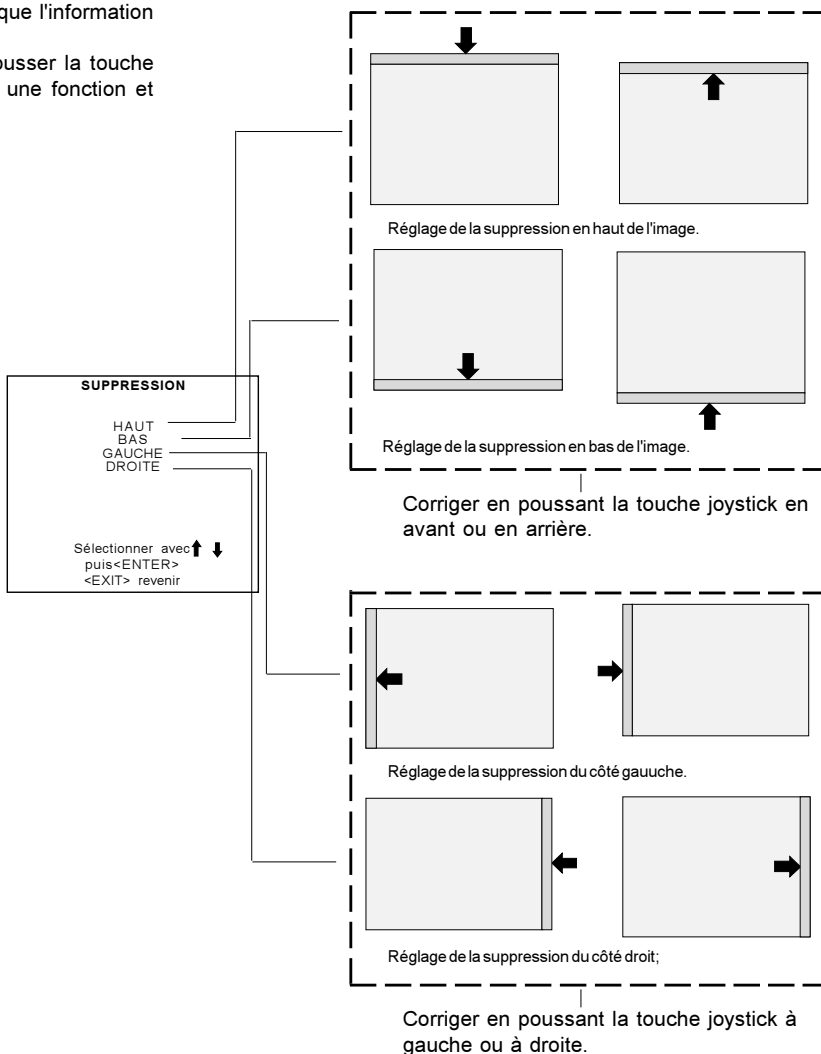 que l'information
ousser la touche
une fonction et
Réglage de la suppression en haut de l'image.
Réglage de la suppression en bas de l'image.
SUPPRESSION
HAUT
BAS
GAUCHE
DROITE
Sélectionner avec
puis<ENTER>
<EXIT> revenir
Corriger en poussant la touche joystick en
avant ou en arrière.
Réglage de la suppression du côté gauuche.
Réglage de la suppression du côté droit;
Corriger en poussant la touche joystick à
gauche ou à droite.